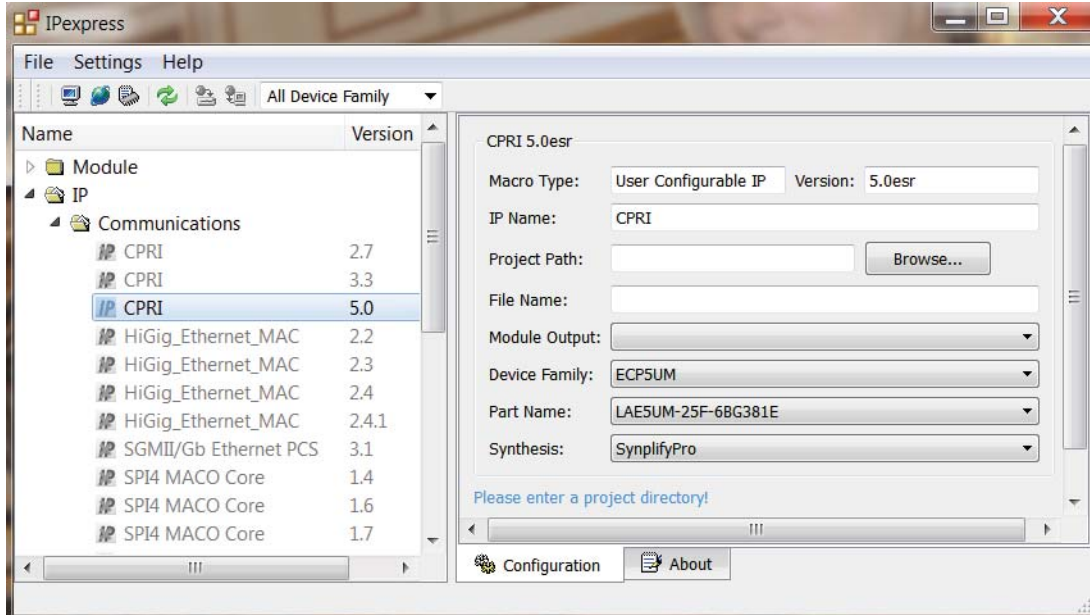 IPexpress
File Settings Help
All Device Family
Name Version
Module
IP
Communications
CPRI 2.7
CPRI 3.3
CPRI 5.0
HiGig_Ethernet_MAC 2.2
HiGig_Ethernet_MAC 2.3
HiGig_Ethernet_MAC 2.4
HiGig_Ethernet_MAC 2.4.1
SGMII/Gb Ethernet PCS 3.1
SPI4 MACO Core 1.4
SPI4 MACO Core 1.6
SPI4 MACO Core 1.7
CPRI 5.0esr
Macro Type: User Configurable IP Version: 5.0esr
IP Name: CPRI
Project Path: Browse...
File Name:
Module Output:
Device Family: ECP5UM
Part Name: LAE5UM-25F-6BG381E
Synthesis: SynplifyPro
Please enter a project directory!
Configuration About